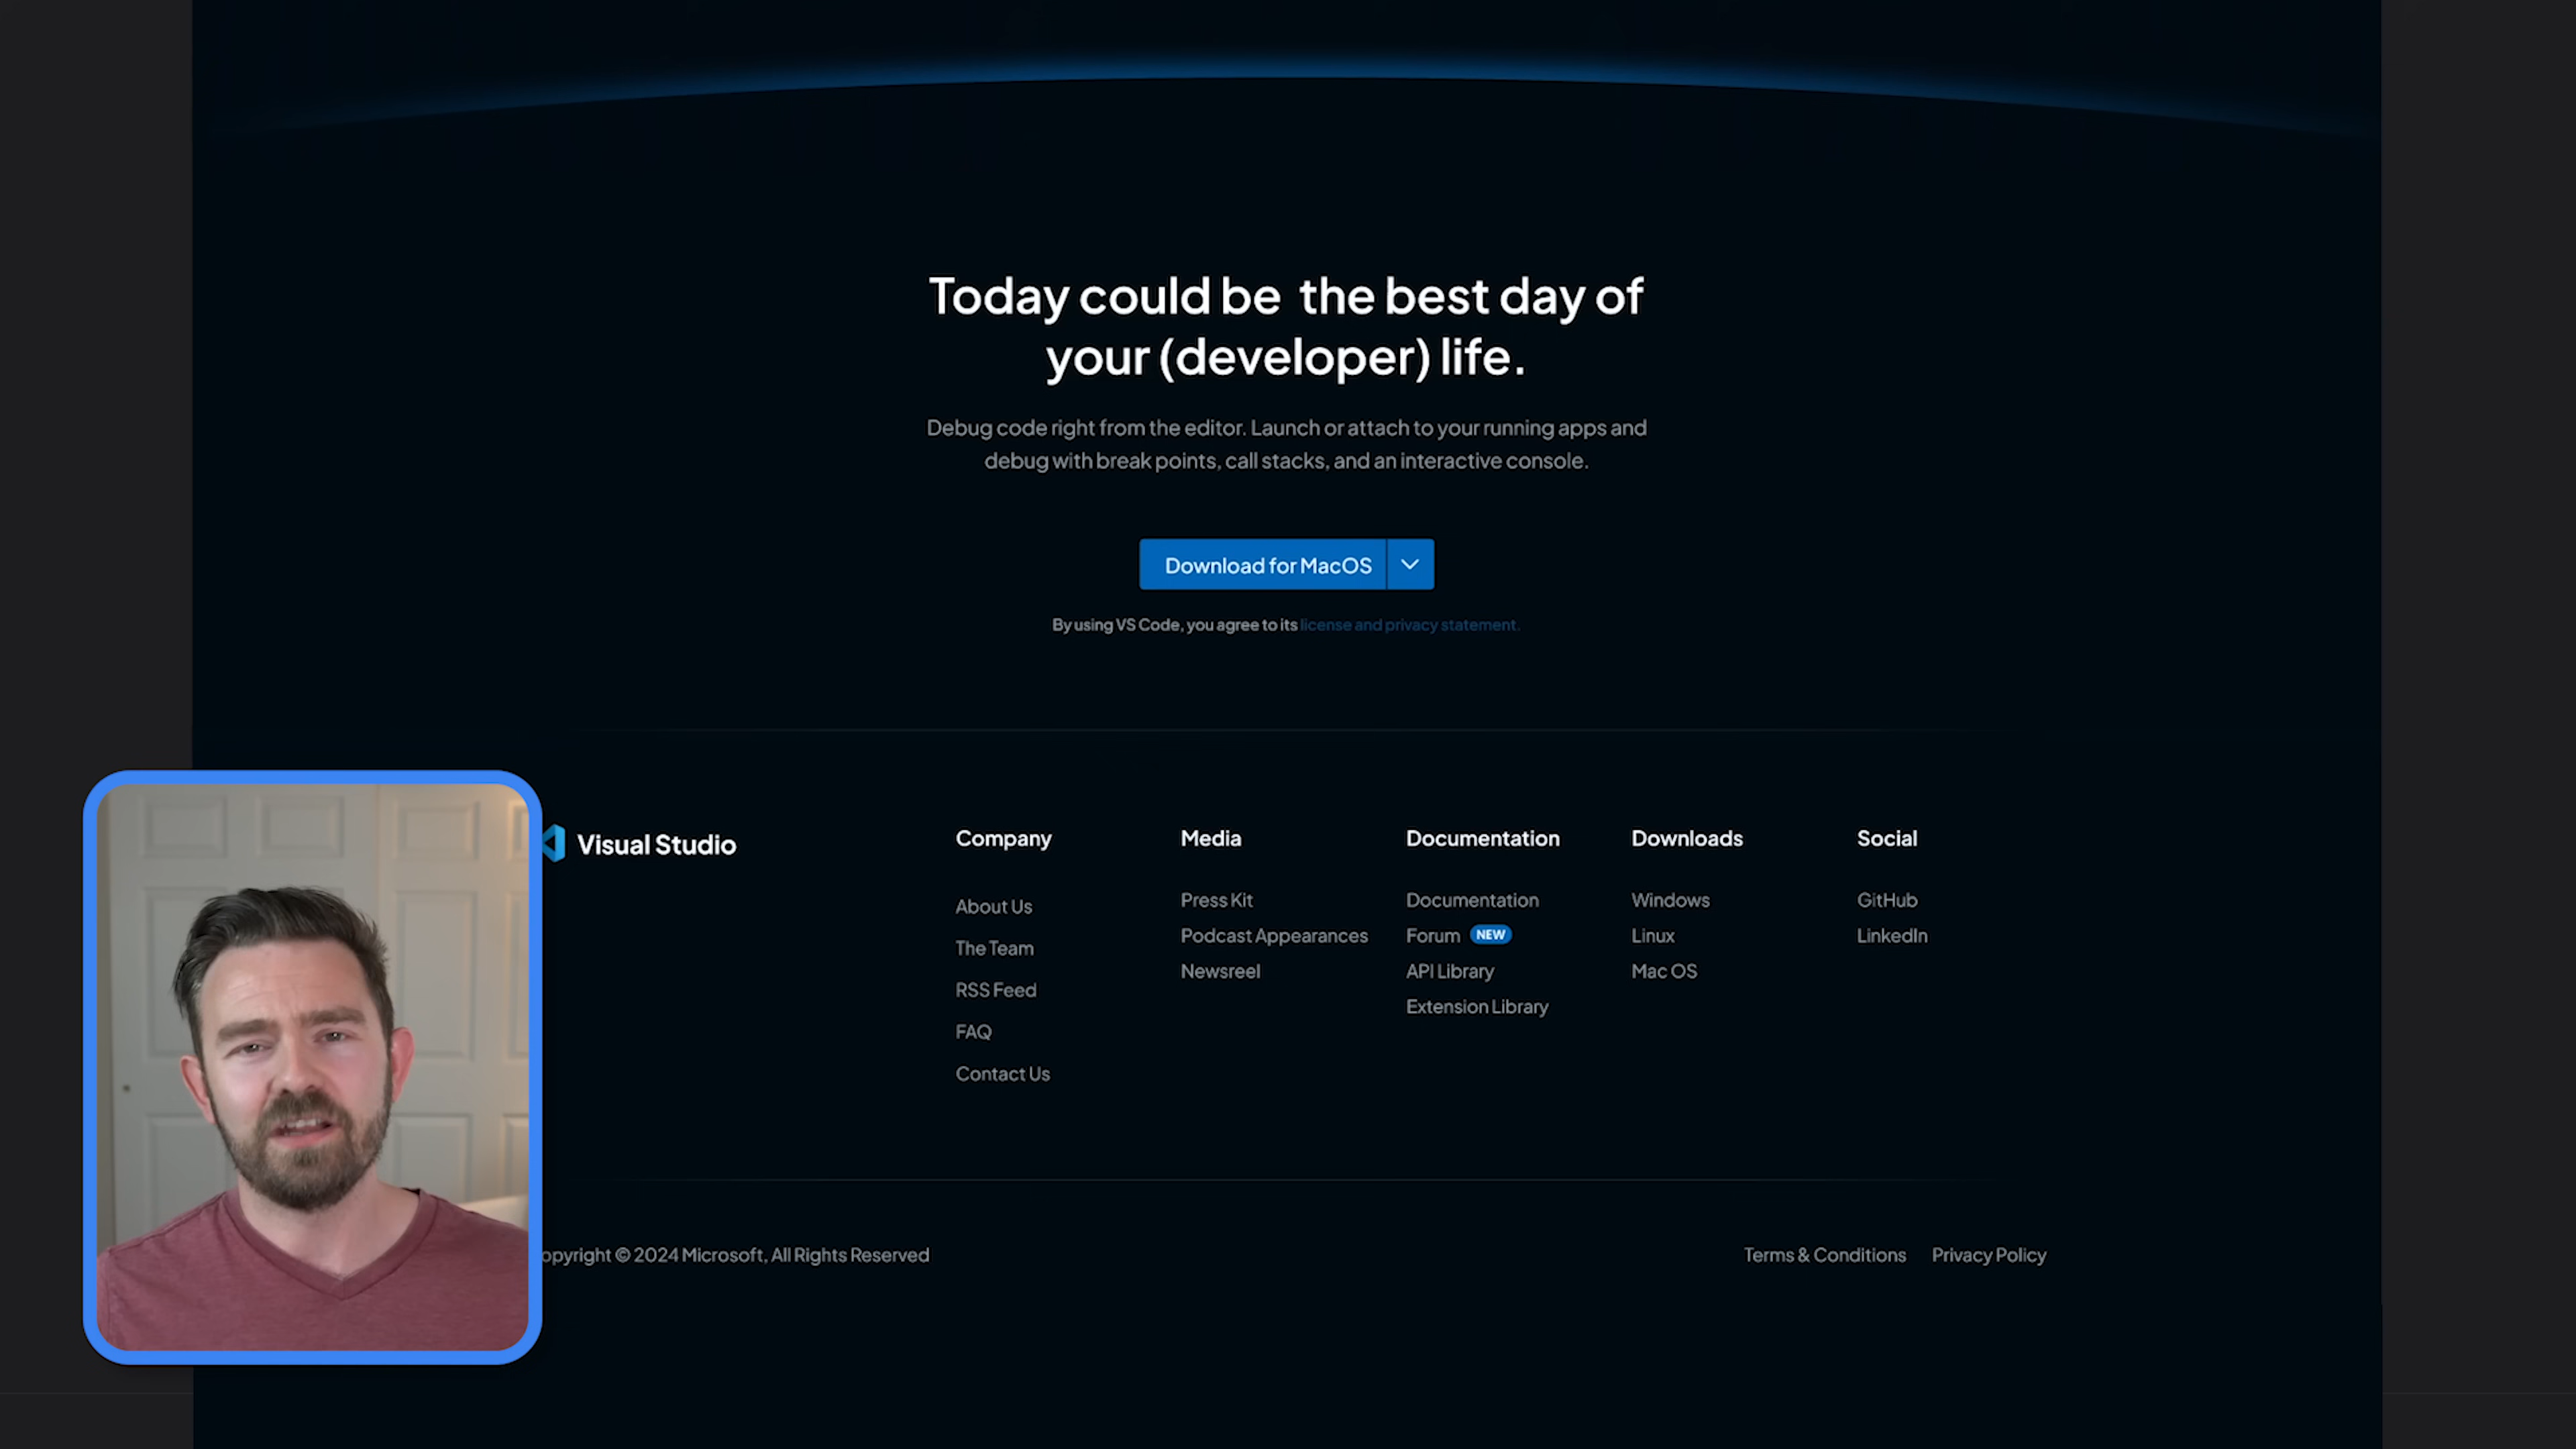 Today could be the best day of
your (developer) life.
Debug code right from the editor. Launch or attach to your running apps and
debug with break points, call stacks, and an interactive console.
Download for MacOS
By using VS Code, you agree to its license and privacy statement.
Visual Studio
Company
About Us
The Team
RSS Feed
FAQ
Contact Us
Media
Press Kit
Podcast Appearances
Newsreel
Documentation
Documentation
Forum NEW
API Library
Extension Library
Downloads
Windows
Linux
Mac OS
Social
GitHub
LinkedIn
opyright © 2024 Microsoft, All Rights Reserved
Terms & Conditions Privacy Policy